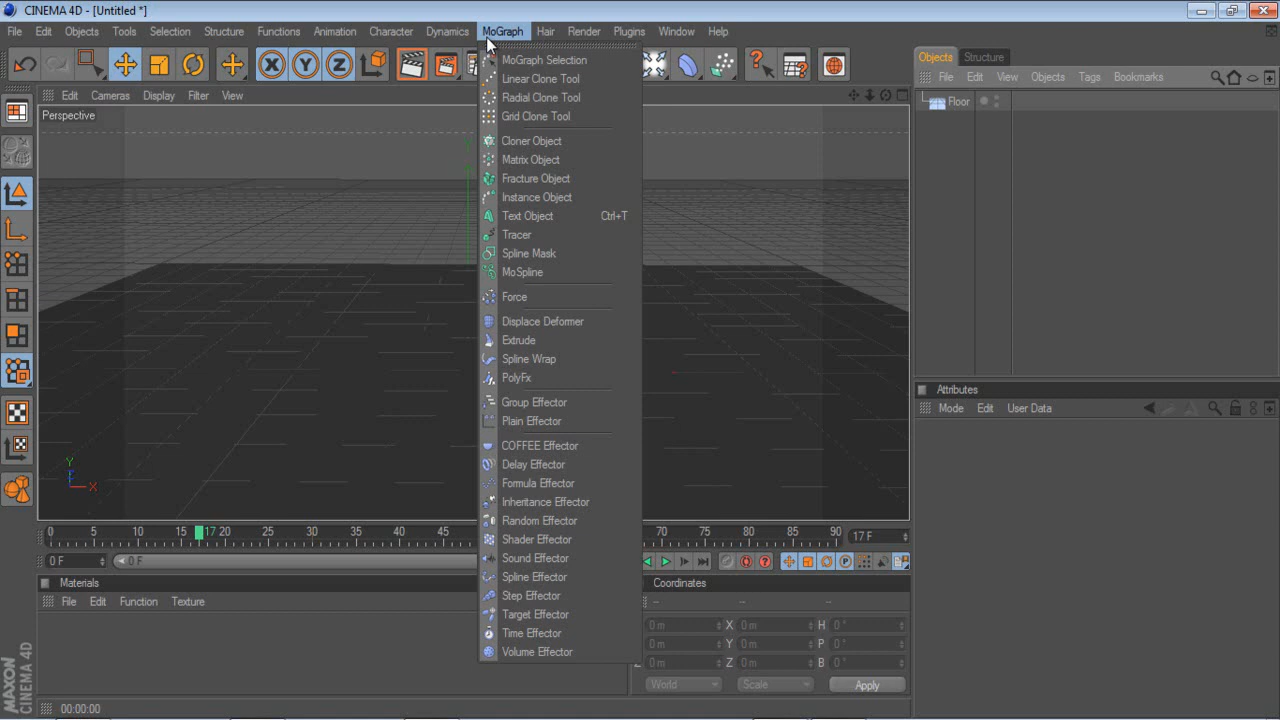 CINEMA 4D - [Untitled *]
File Edit Objects Tools Selection Structure Functions Animation Character Dynamics MoGraph Hair Render Plugins Window Help
X Y Z
Edit Cameras Display Filter View
Perspective
MoGraph Selection
Linear Clone Tool
Radial Clone Tool
Grid Clone Tool
Cloner Object
Matrix Object
Fracture Object
Instance Object
Text Object Ctrl+T
Tracer
Spline Mask
MoSpline
Force
Displace Deformer
Extrude
Spline Wrap
PolyFx
Group Effector
Plain Effector
COFFEE Effector
Delay Effector
Formula Effector
Inheritance Effector
Random Effector
Shader Effector
Sound Effector
Spline Effector
Step Effector
Target Effector
Time Effector
Volume Effector
Objects Structure
File Edit View Objects Tags Bookmarks
Floor
Attributes
Mode Edit User Data
Y
Y
X
0 5 10 15 17 20 25 30 35 40 45 60 65 70 75 80 85 90 17 F
0 F 0 F
Materials
File Edit Function Texture
Coordinates
-- -- --
0 m X 0 m H 0 °
0 m Y 0 m P 0 °
Z 0 m Z 0 m B 0 °
World Scale Apply
MAXON
CINEMA 4D
00:00:00